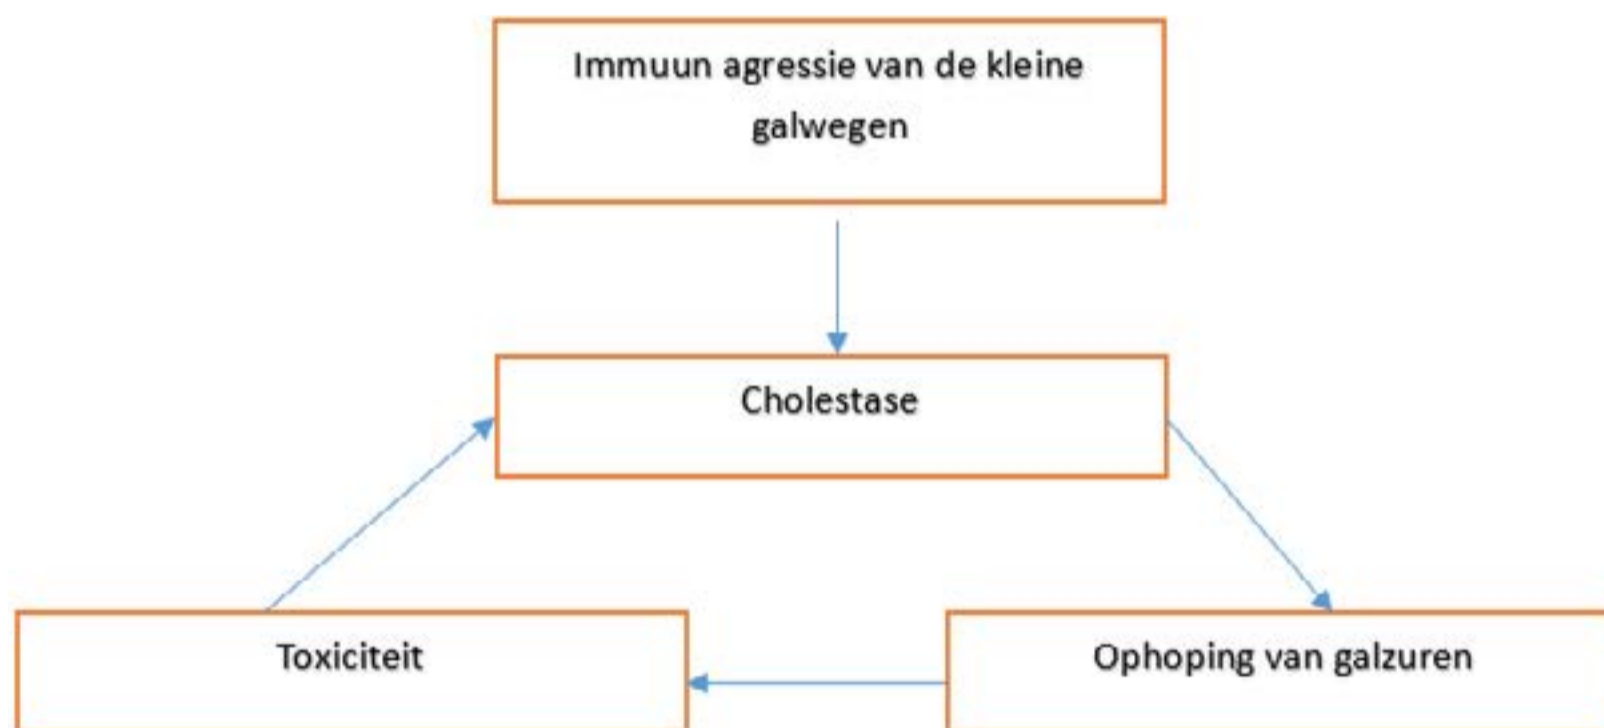 Immuun agressie van de kleine
galwegen
Cholestase
Toxiciteit
Ophoping van galzuren